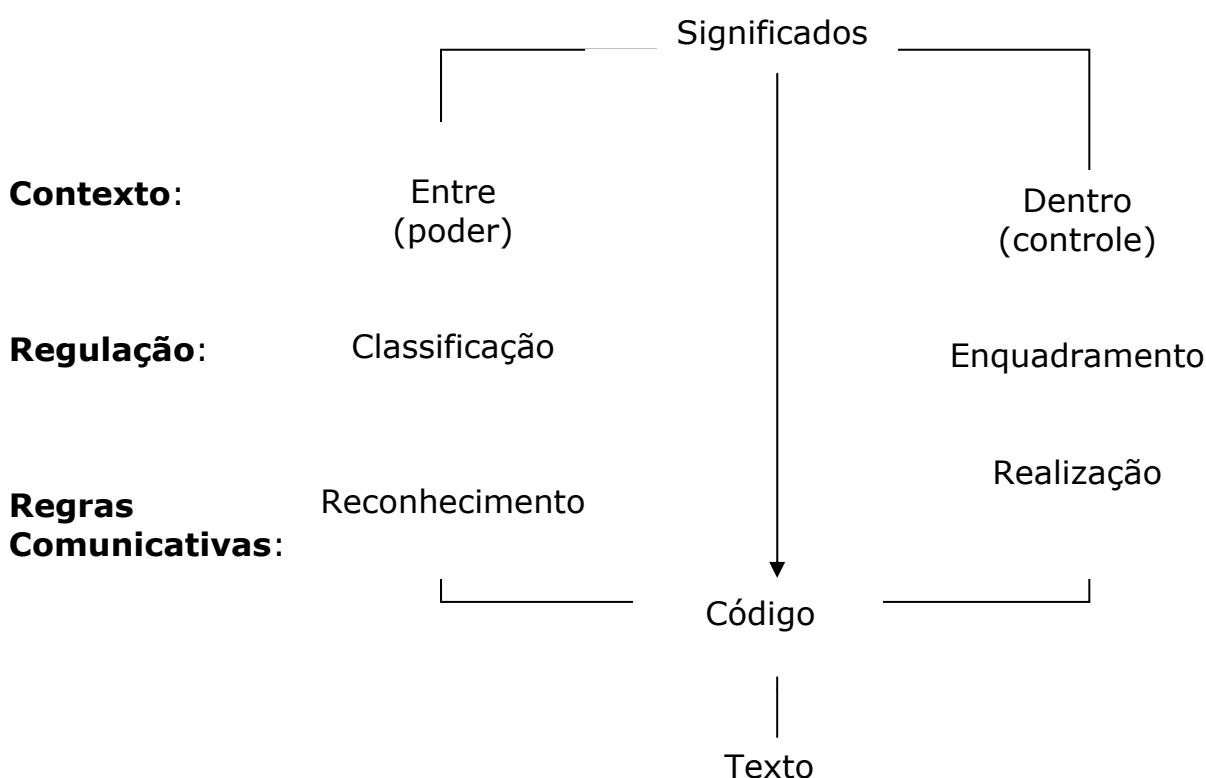 Significados
Contexto:
Entre
(poder)
Dentro
(controle)
Regulação:
Classificação
Enquadramento
Regras
Comunicativas:
Reconhecimento
Realização
Código
Texto